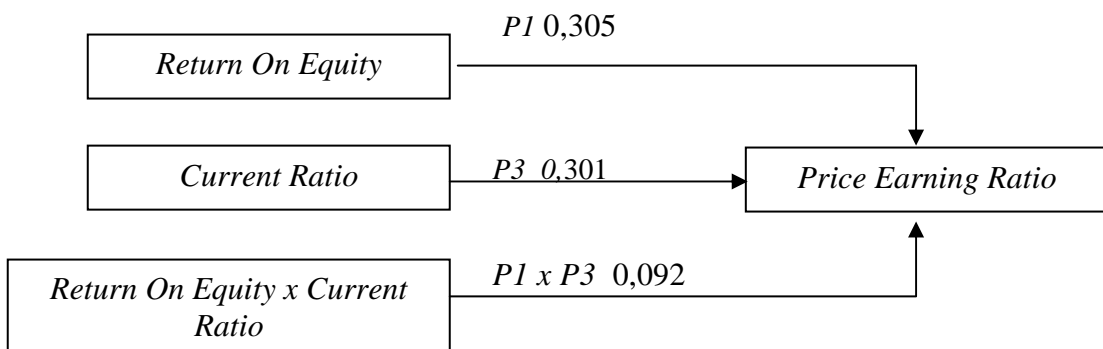 P1 0,305
Return On Equity
Current Ratio
P3 0,301
Price Earning Ratio
Return On Equity x Current
Ratio
P1 x P3 0,092